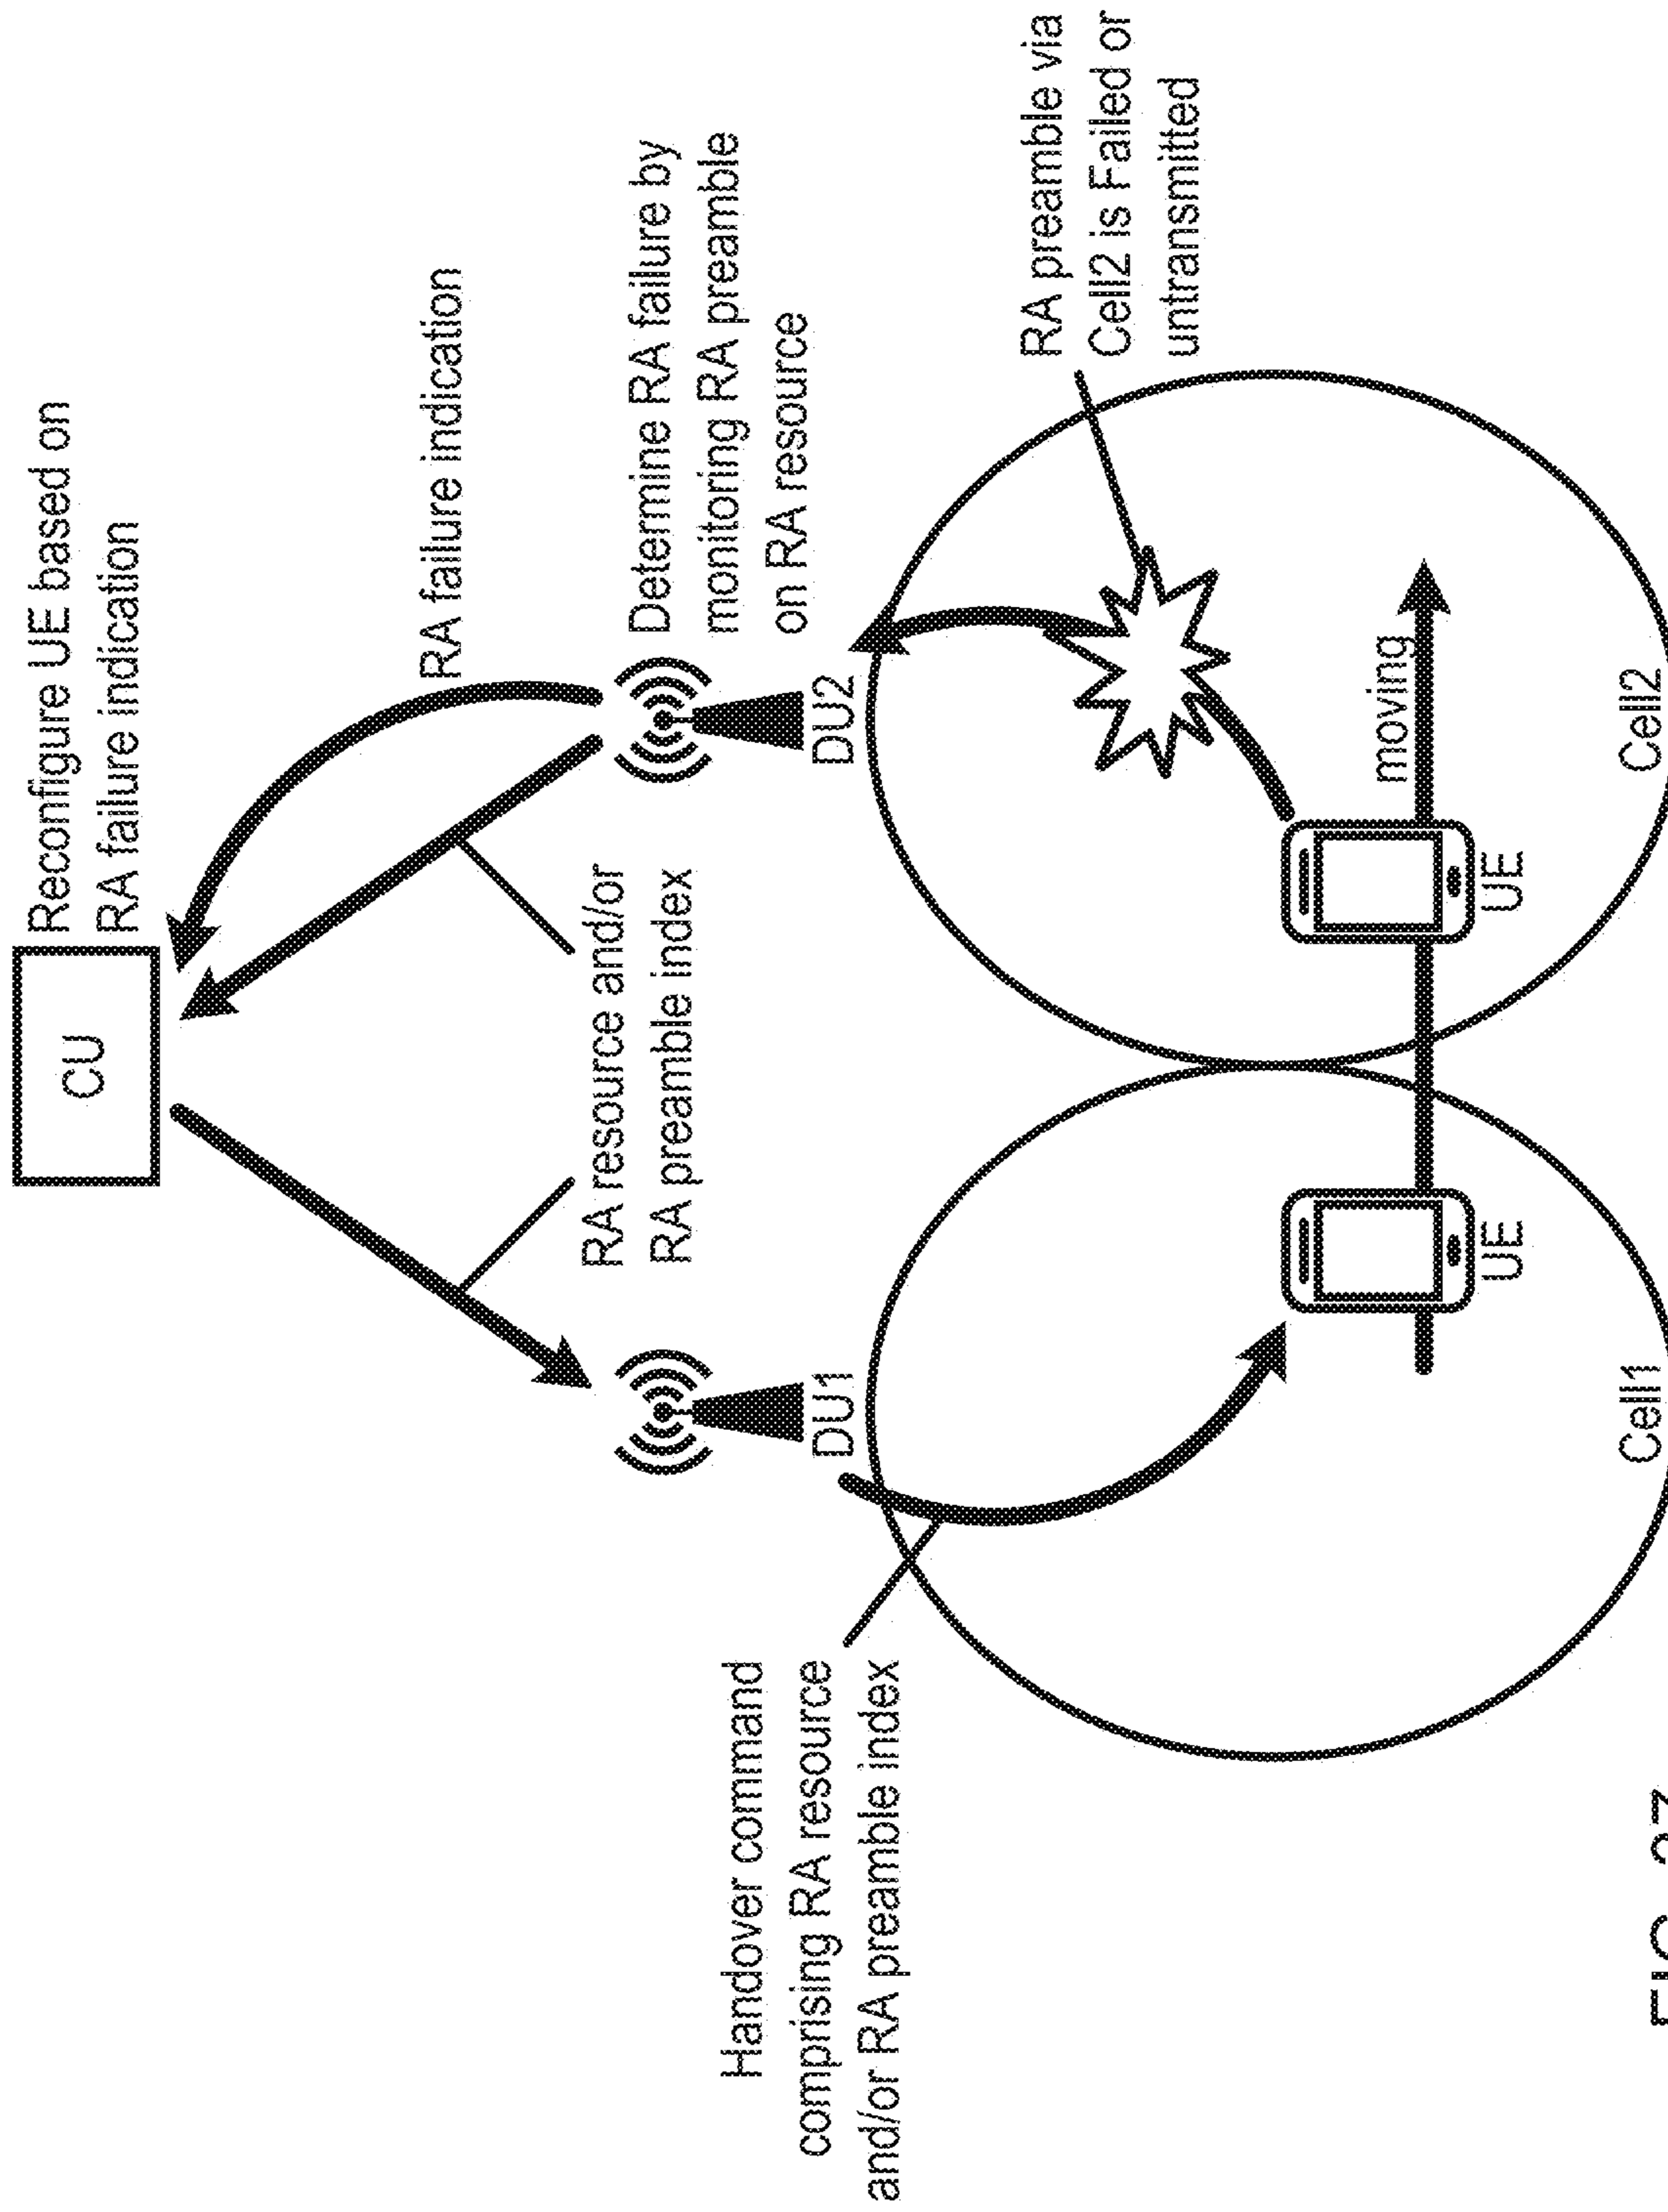 CU
Reconfigure UE based on
RA failure indication
RA failure indication
RA resource and/or
RA preamble index
Determine RA failure by
monitoring RA preamble
on RA resource
DU1
DU2
Handover command
comprising RA resource
and/or RA preamble index
RA preamble via
Cell2 is Failed or
untransmitted
moving
UE
UE
Cell1
Cell2